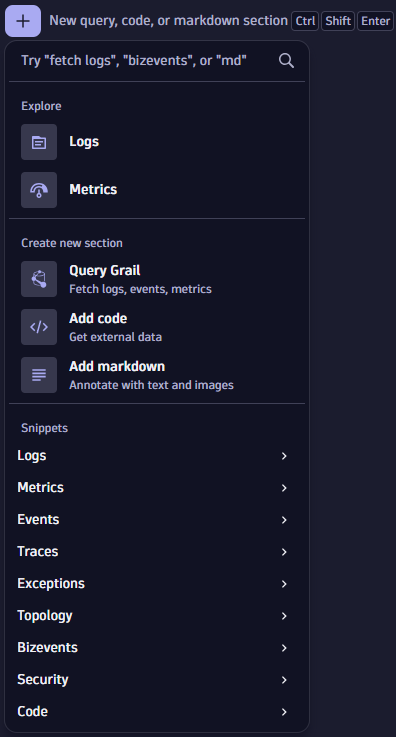 New query, code, or markdown section Ctrl Shift Enter
Try "fetch logs", "bizevents", or "md"
Explore
Logs
Metrics
Create new section
Query Grail
Fetch logs, events, metrics
Add code
Get external data
Add markdown
Annotate with text and images
Snippets
Logs
Metrics
Events
Traces
Exceptions
Topology
Bizevents
Security
Code